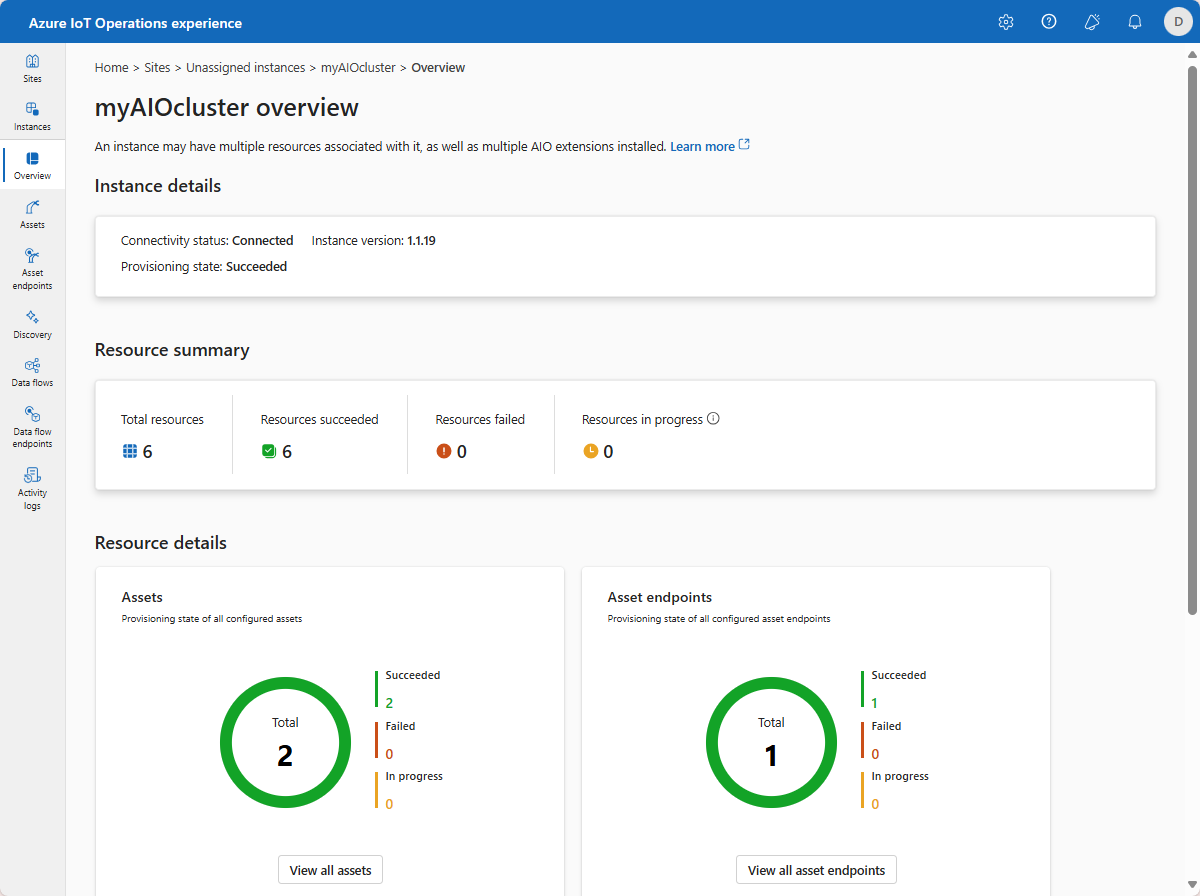 Azure IoT Operations experience
D
Sites
Instances
Overview
Assets
Asset
endpoints
Discovery
Data flows
Data flow
endpoints
Activity
logs
Home > Sites > Unassigned instances > myAIOcluster > Overview
myAIOcluster overview
An instance may have multiple resources associated with it, as well as multiple AIO extensions installed. Learn more
Instance details
Connectivity status: Connected Instance version: 1.1.19
Provisioning state: Succeeded
Resource summary
Total resources
6
Resources succeeded
6
Resources failed
0
Resources in progress
0
Resource details
Assets
Provisioning state of all configured assets
Total
2
Succeeded
2
Failed
0
In progress
0
View all assets
Asset endpoints
Provisioning state of all configured asset endpoints
Total
1
Succeeded
1
Failed
0
In progress
0
View all asset endpoints